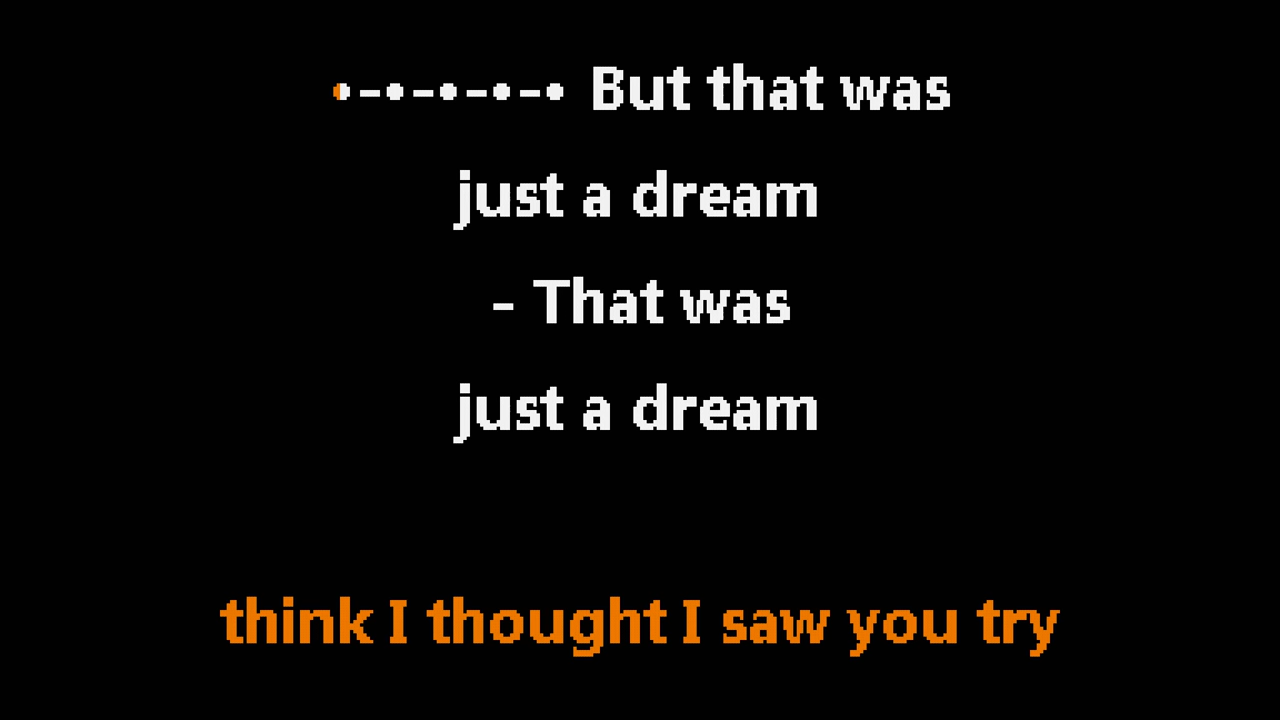 •–•–•–•–• But that was
just a dream
– That was
just a dream
think I thought I saw you try